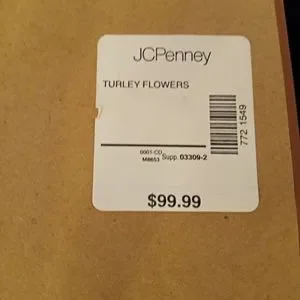 JCPenney
TURLEY FLOWERS
772 1549
0001-CD
M8653 Supp. 03309-2
$99.99